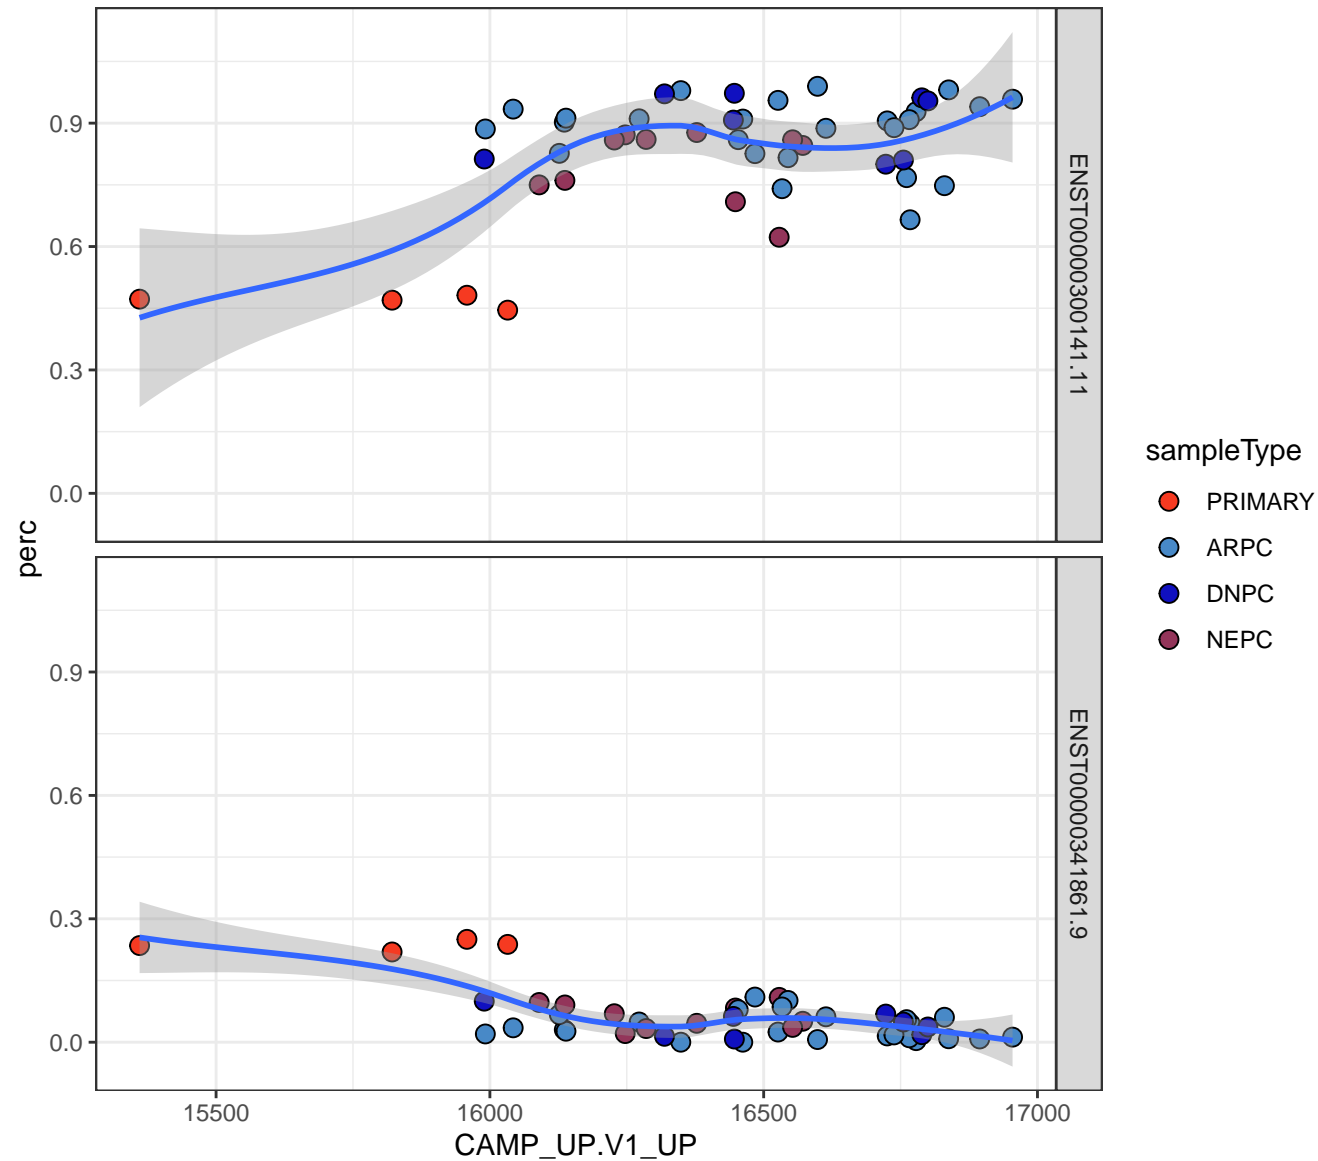 0.9
0.6
0.3
0.0
ENST00000300141.11
perc
0.9
0.6
0.3
0.0
ENST00000341861.9
15500
16000
16500
17000
CAMP_UP.V1_UP
sampleType
PRIMARY
ARPC
DNPC
NEPC